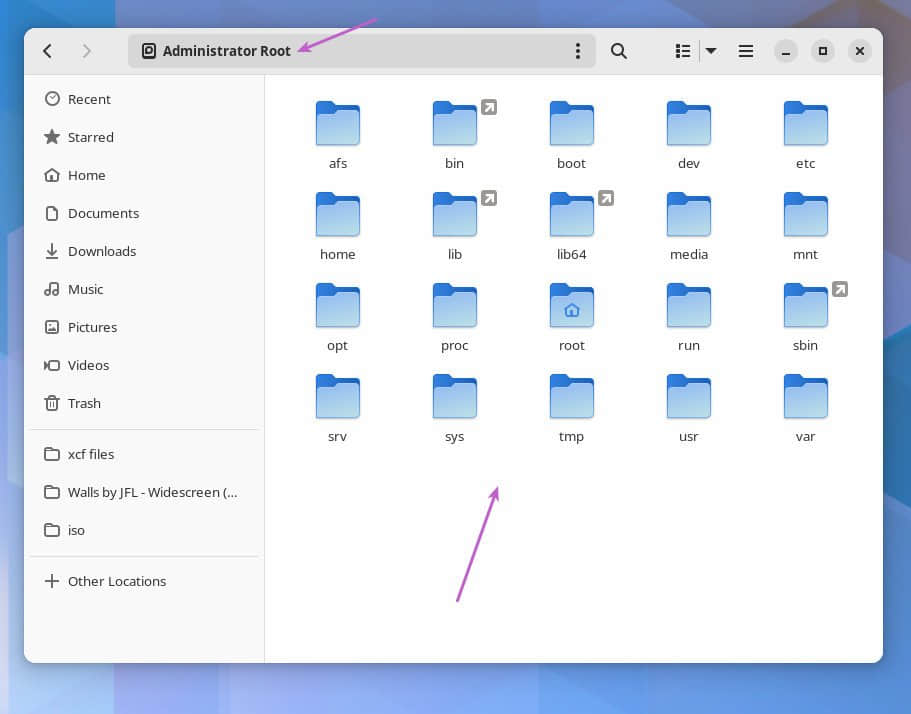 Administrator Root
Recent
Starred
Home
Documents
Downloads
Music
Pictures
Videos
Trash
xcf files
Walls by JFL - Widescreen (...
iso
Other Locations
afs bin boot dev etc
home lib lib64 media mnt
opt proc root run sbin
srv sys tmp usr var